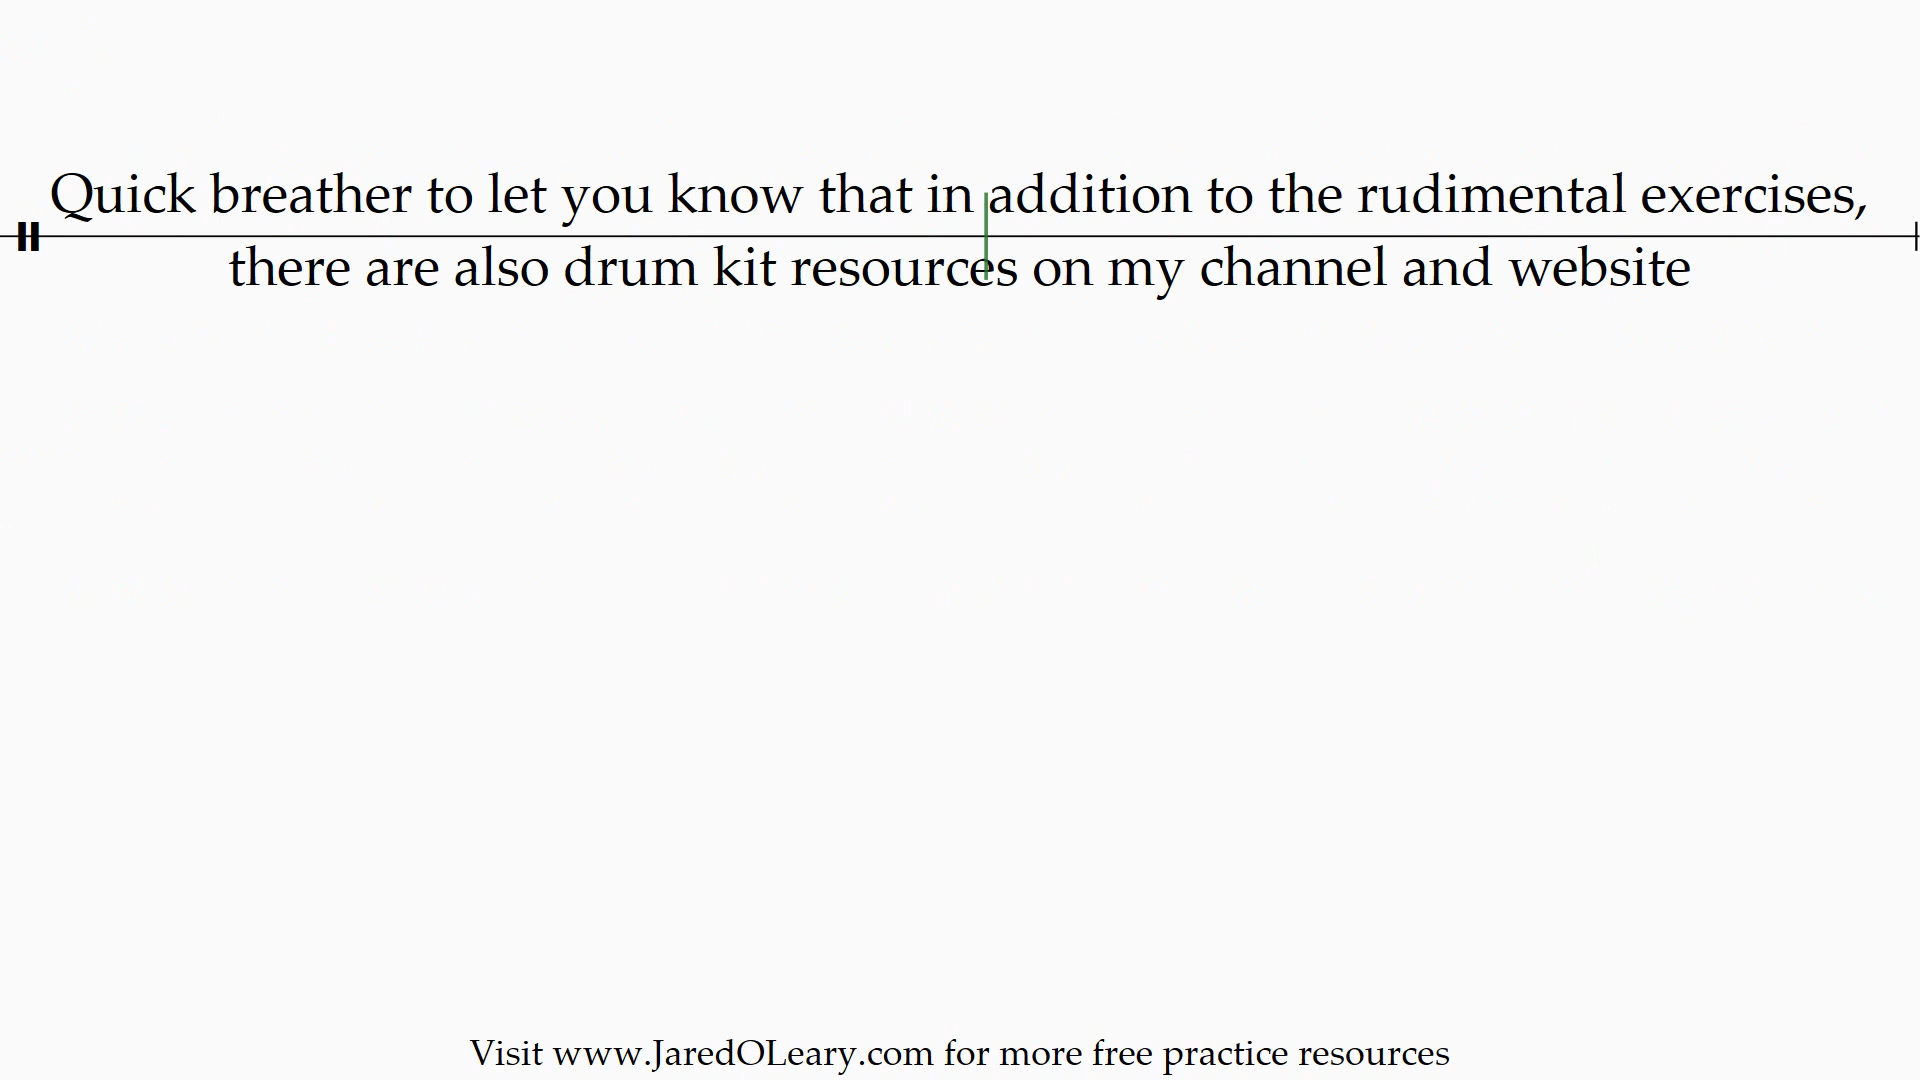 Quick breather to let you know that in addition to the rudimental exercises,
there are also drum kit resources on my channel and website
Visit www.JaredOLeary.com for more free practice resources